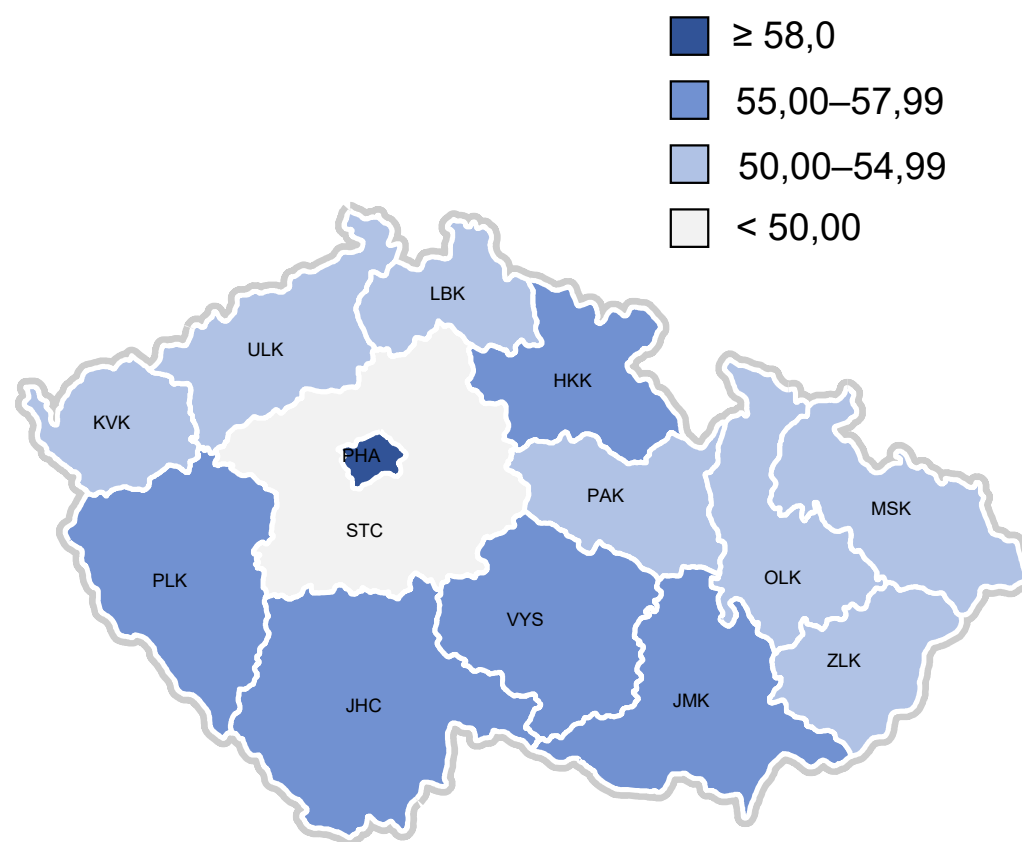 ≥ 58,0
55,00–57,99
50,00–54,99
< 50,00
LBK
ULK
HKK
KVK
PHA
PAK
MSK
STC
PLK
OLK
VYS
ZLK
JHC
JMK